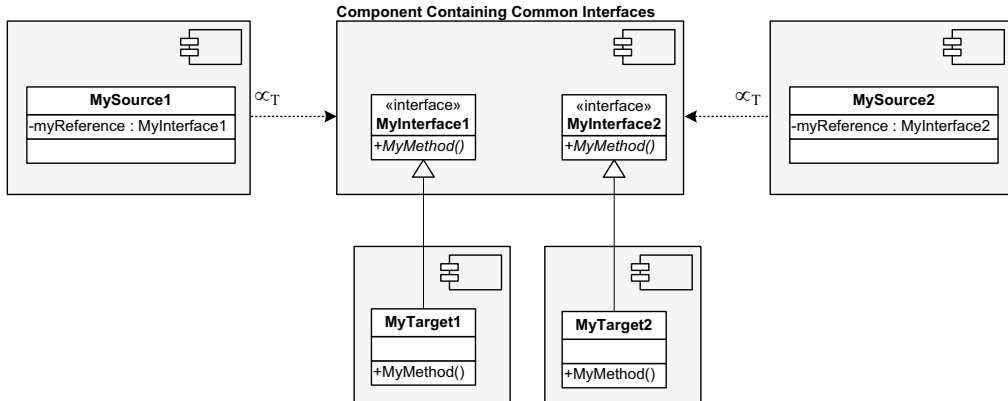 Component Containing Common Interfaces
MySource1
-myReference : MyInterface1
∝T
«interface»
MyInterface1
+MyMethod()
«interface»
MyInterface2
+MyMethod()
∝T
MySource2
-myReference : MyInterface2
MyTarget1
+MyMethod()
MyTarget2
+MyMethod()